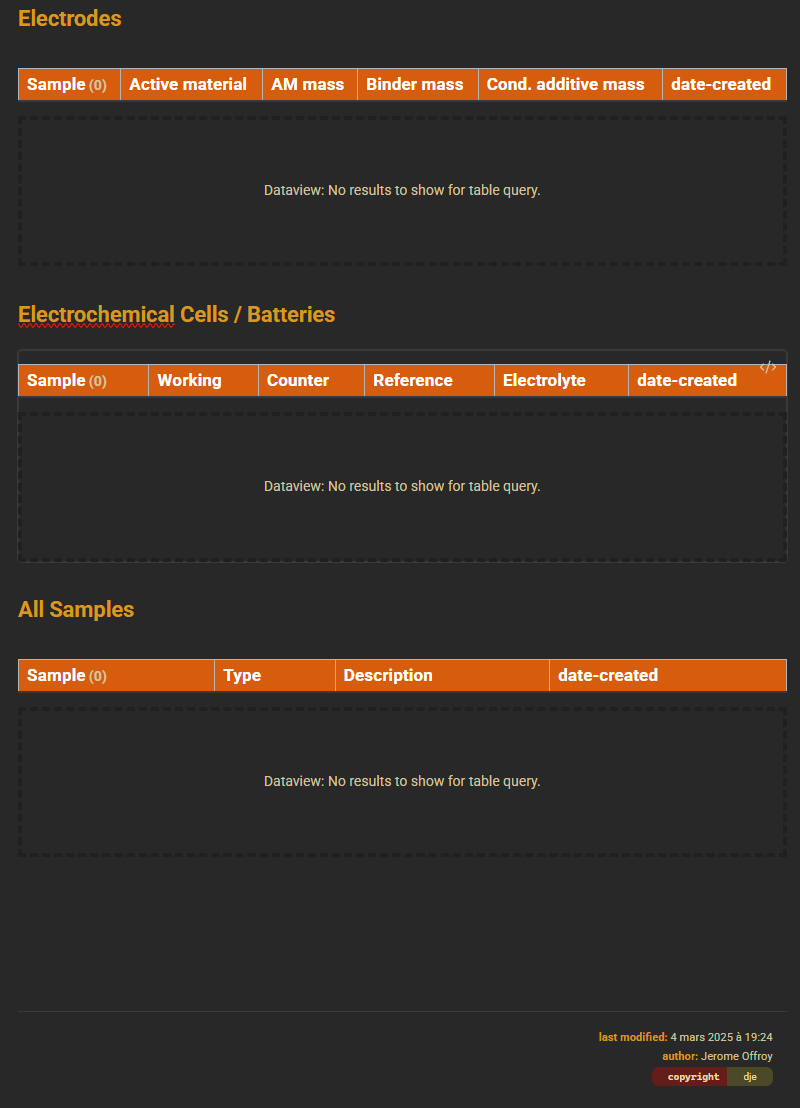 Electrodes
Sample (0) Active material AM mass Binder mass Cond. additive mass date-created
Dataview: No results to show for table query.
Electrochemical Cells / Batteries
</>
Sample (0) Working Counter Reference Electrolyte date-created
Dataview: No results to show for table query.
All Samples
Sample (0) Type Description date-created
Dataview: No results to show for table query.
last modified: 4 mars 2025 à 19:24
author: Jerome Offroy
copyright dje